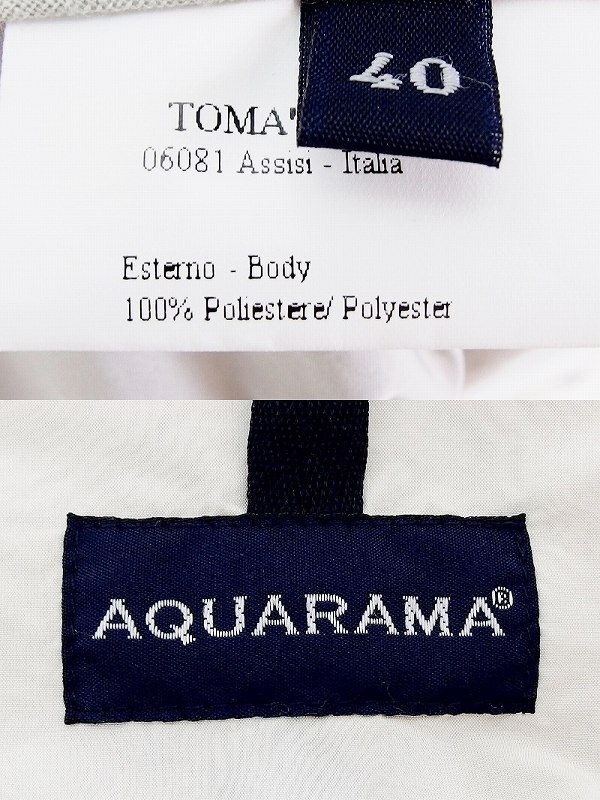 40
TOMA'
06081 Assisi - Italia
Esterno - Body
100% Poliestere/ Polyester
AQUARAMA®